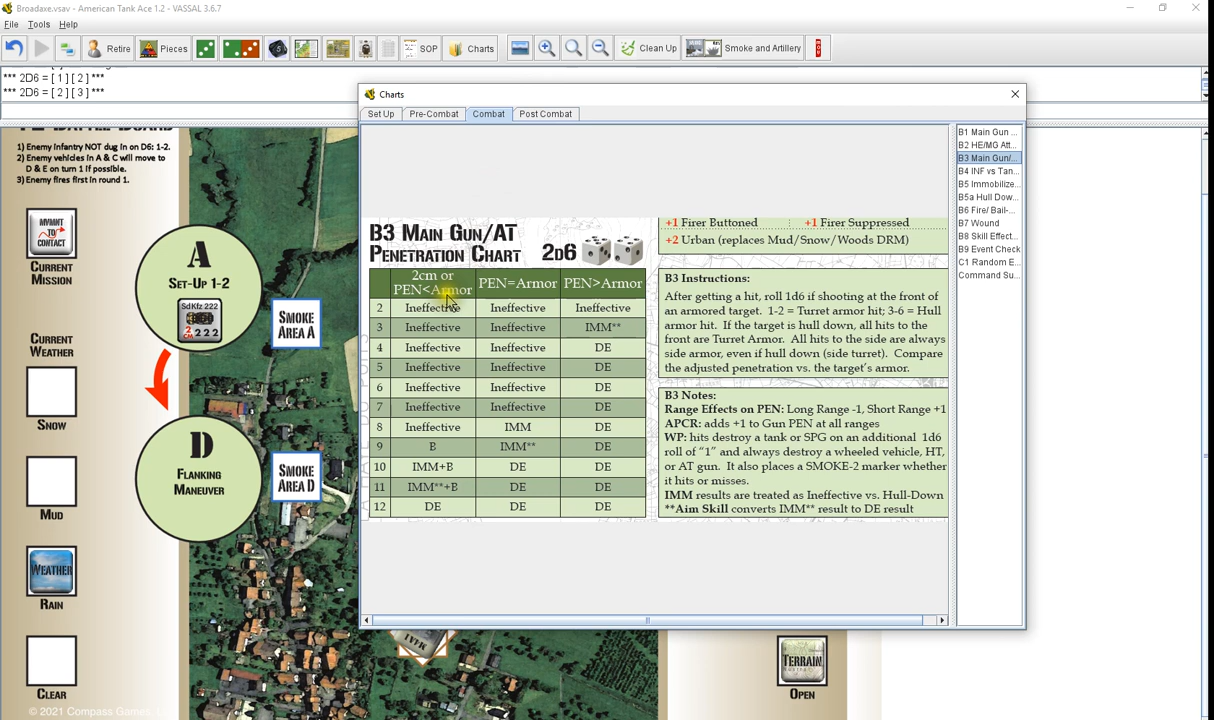 Broadaxe.vsav - American Tank Ace 1.2 - VASSAL 3.6.7
File Tools Help
Retire Pieces SOP Charts Clean Up Smoke and Artillery
*** 2D6 = [ 1 ] [ 2 ] ***
*** 2D6 = [ 2 ] [ 3 ] ***
1) Enemy infantry NOT dug in on D6: 1-2.
2) Enemy vehicles in A & C will move to
D & E on turn 1 if possible.
3) Enemy fires first in round 1.
MVMNT
TO
CONTACT
CURRENT
MISSION
A
SET-UP 1-2
SdKfz 222
2
CM
2 2 2
SMOKE
AREA A
CURRENT
WEATHER
SNOW
D
FLANKING
MANEUVER
SMOKE
AREA D
MUD
WEATHER
RAIN
CLEAR
© 2021 Compass Games,
TERRAIN
OPEN
Charts
Set Up Pre-Combat Combat Post Combat
B3 MAIN GUN/AT
PENETRATION CHART 2D6
2cm or
PEN<Armor PEN=Armor PEN>Armor
2 Ineffective Ineffective Ineffective
3 Ineffective Ineffective IMM**
4 Ineffective Ineffective DE
5 Ineffective Ineffective DE
6 Ineffective Ineffective DE
7 Ineffective Ineffective DE
8 Ineffective IMM DE
9 B IMM** DE
10 IMM+B DE DE
11 IMM**+B DE DE
12 DE DE DE
+1 Firer Buttoned +1 Firer Suppressed
+2 Urban (replaces Mud/Snow/Woods DRM)
B3 Instructions:
After getting a hit, roll 1d6 if shooting at the front of
an armored target. 1-2 = Turret armor hit; 3-6 = Hull
armor hit. If the target is hull down, all hits to the
front are Turret Armor. All hits to the side are always
side armor, even if hull down (side turret). Compare
the adjusted penetration vs. the target's armor.
B3 Notes:
Range Effects on PEN: Long Range -1, Short Range +1
APCR: adds +1 to Gun PEN at all ranges
WP: hits destroy a tank or SPG on an additional 1d6
roll of "1" and always destroy a wheeled vehicle, HT,
or AT gun. It also places a SMOKE-2 marker whether
it hits or misses.
IMM results are treated as Ineffective vs. Hull-Down
**Aim Skill converts IMM** result to DE result
B1 Main Gun ...
B2 HE/MG Att...
B3 Main Gun/...
B4 INF vs Tan...
B5 Immobilize...
B5a Hull Dow...
B6 Fire/ Bail-...
B7 Wound
B8 Skill Effect...
B9 Event Check
C1 Random E...
Command Su...